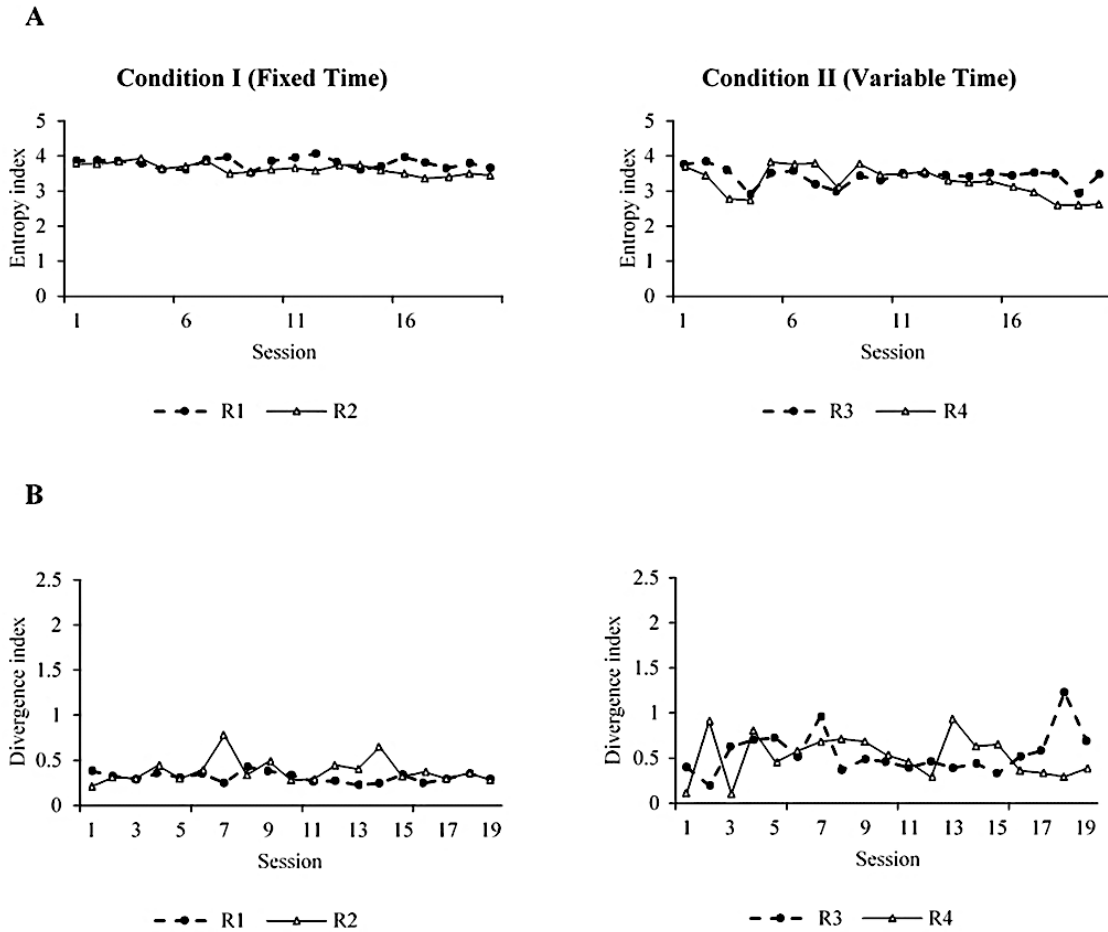 A
Condition I (Fixed Time)
Entropy index
5
4
3
2
1
0
1 6 11 16
Session
R1 R2
Condition II (Variable Time)
Entropy index
5
4
3
2
1
0
1 6 11 16
Session
R3 R4
B
Divergence index
2.5
2
1.5
1
0.5
0
1 3 5 7 9 11 13 15 17 19
Session
R1 R2
Divergence index
2.5
2
1.5
1
0.5
0
1 3 5 7 9 11 13 15 17 19
Session
R3 R4